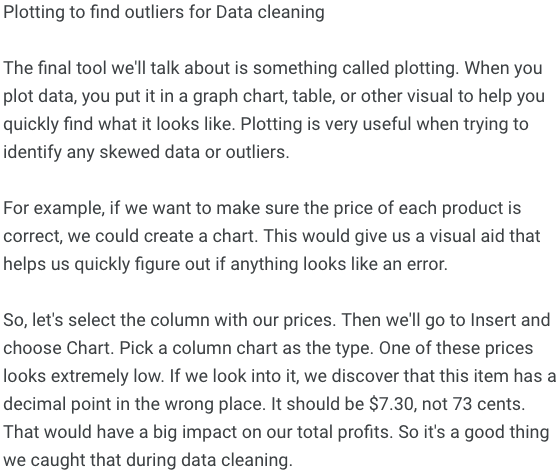 Plotting to find outliers for Data cleaning
The final tool we'll talk about is something called plotting. When you
plot data, you put it in a graph chart, table, or other visual to help you
quickly find what it looks like. Plotting is very useful when trying to
identify any skewed data or outliers.
For example, if we want to make sure the price of each product is
correct, we could create a chart. This would give us a visual aid that
helps us quickly figure out if anything looks like an error.
So, let's select the column with our prices. Then we'll go to Insert and
choose Chart. Pick a column chart as the type. One of these prices
looks extremely low. If we look into it, we discover that this item has a
decimal point in the wrong place. It should be $7.30, not 73 cents.
That would have a big impact on our total profits. So it's a good thing
we caught that during data cleaning.